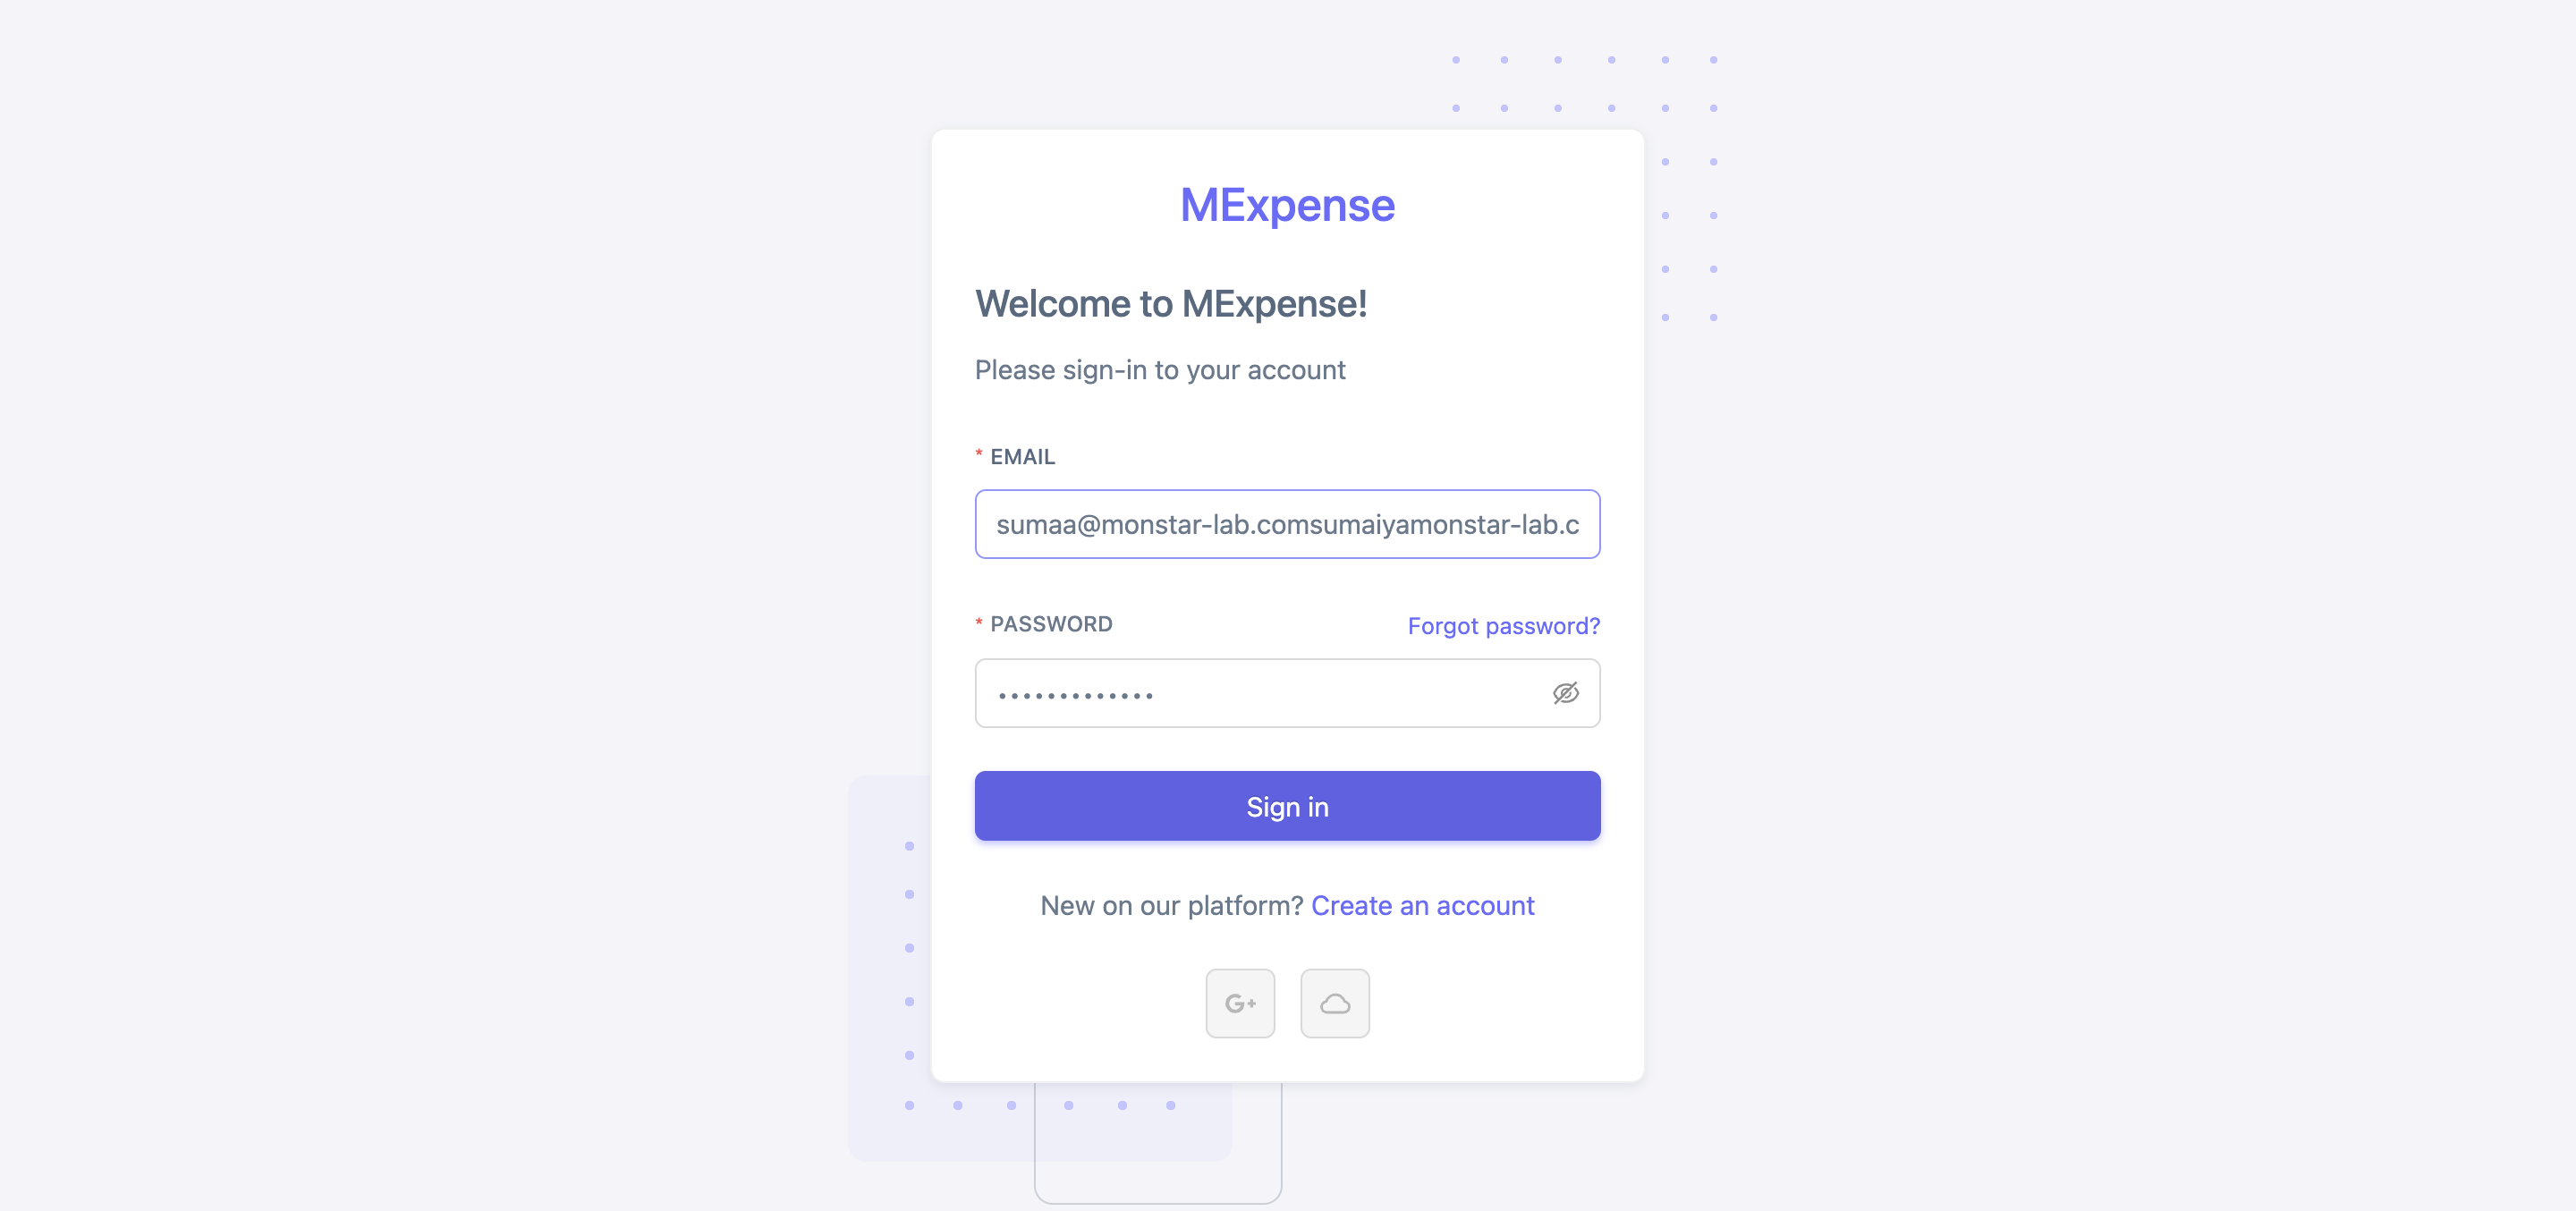 MExpense
Welcome to MExpense!
Please sign-in to your account
* EMAIL
sumaa@monstar-lab.comsumaiyamonstar-lab.c
* PASSWORD
Forgot password?
•••••••••••••
Sign in
New on our platform? Create an account
G+